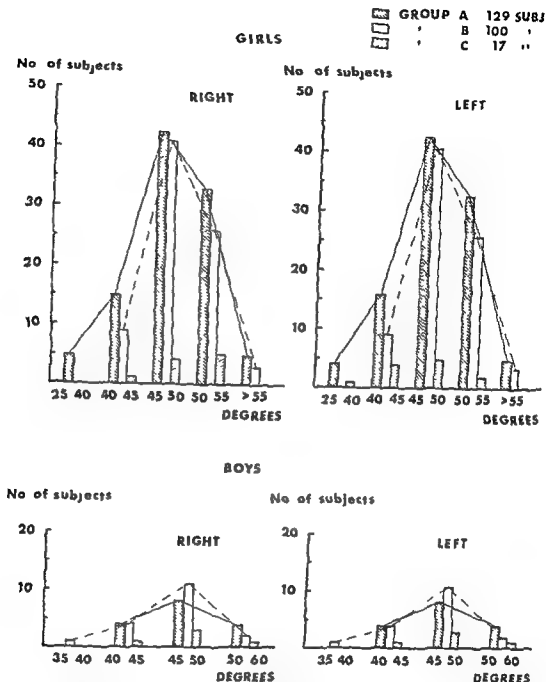 GROUP A 129 SUBJ
' B 100 '
' C 17 "
GIRLS
No of subjects
No of subjects
RIGHT
LEFT
50
40
30
20
10
50
40
30
20
10
25 40 40 45 45 50 50 55 >55
25 40 40 45 45 50 50 55 >55
DEGREES
DEGREES
BOYS
No of subjects
No of subjects
RIGHT
LEFT
20
10
20
10
35 40 40 45 45 50 50 60
35 40 40 45 45 50 50 60
DEGREES
DEGREES